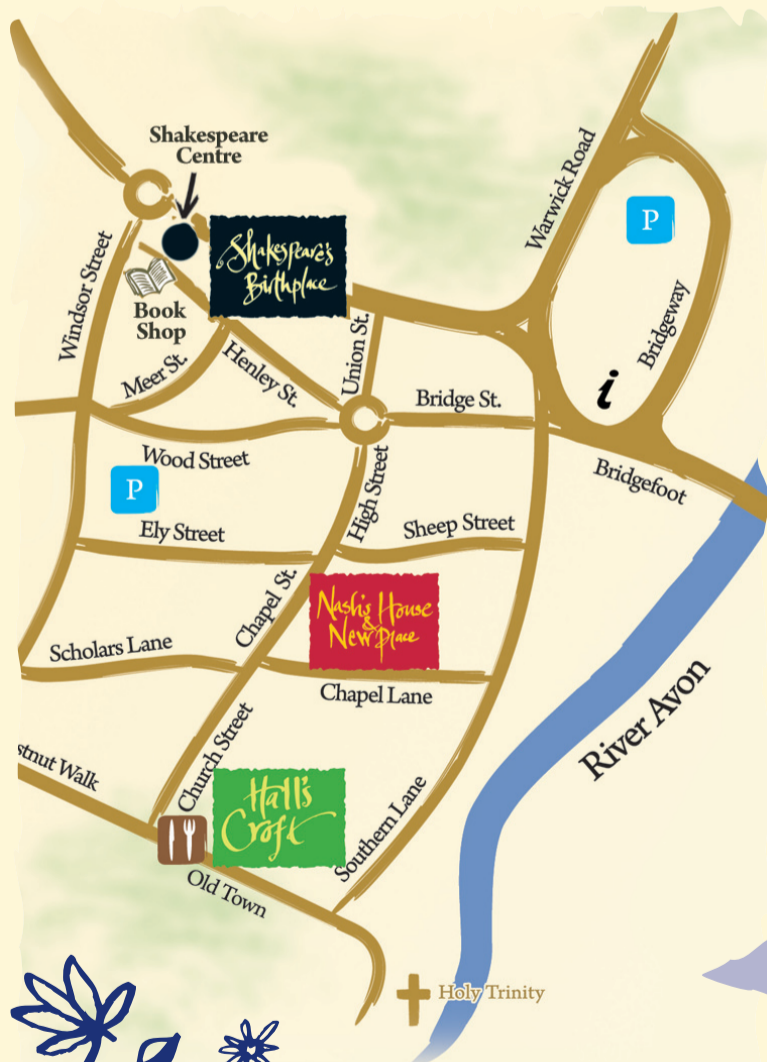 Shakespeare
Centre
Warwick Road
P
Shakespeare's
Birthplace
Windsor Street
Book
Shop
Bridgeway
Union St.
Meer St.
Henley St.
i
Bridge St.
Wood Street
Bridgefoot
P
High Street
Ely Street
Sheep Street
Chapel St.
Nash's House
&
New Place
Scholars Lane
Chapel Lane
River Avon
Church Street
stnut Walk
Hall's
Croft
Southern Lane
Old Town
Holy Trinity